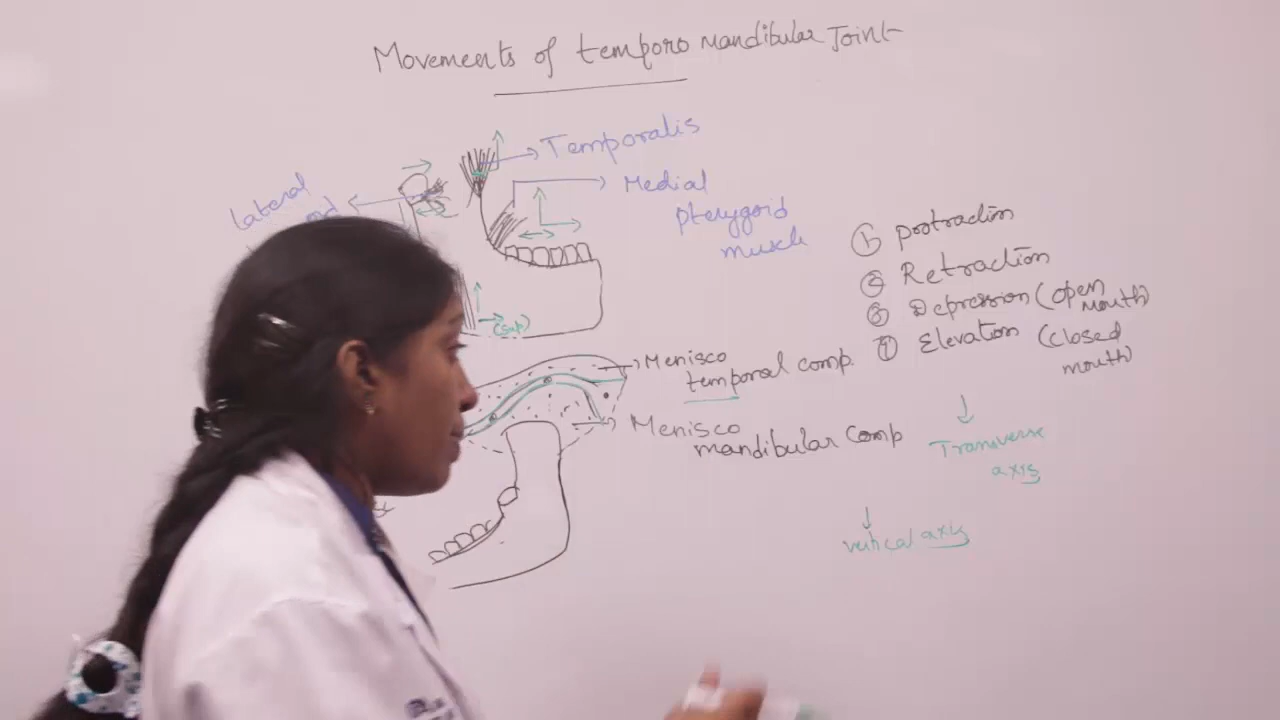 Movements of temporo mandibular Joint
Temporalis
Medial
pterygoid
muscle
lateral
① protraction
② Retraction
③ Depression (open
mouth)
④ Elevation (closed
mouth)
(sup)
Menisco
temporal comp.
Menisco
mandibular comp
Transverse
axis
vertical axis